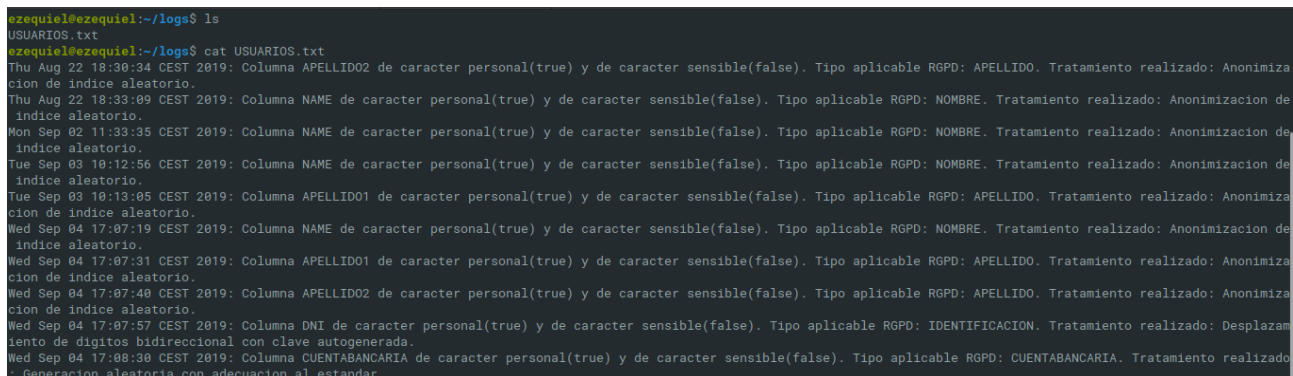 ezequiel@ezequiel:~/logs$ ls
USUARIOS.txt
ezequiel@ezequiel:~/logs$ cat USUARIOS.txt
Thu Aug 22 18:30:34 CEST 2019: Columna APELLIDO2 de caracter personal(true) y de caracter sensible(false). Tipo aplicable RGPD: APELLIDO. Tratamiento realizado: Anonimiza
cion de indice aleatorio.
Thu Aug 22 18:33:09 CEST 2019: Columna NAME de caracter personal(true) y de caracter sensible(false). Tipo aplicable RGPD: NOMBRE. Tratamiento realizado: Anonimizacion de
 indice aleatorio.
Mon Sep 02 11:33:35 CEST 2019: Columna NAME de caracter personal(true) y de caracter sensible(false). Tipo aplicable RGPD: NOMBRE. Tratamiento realizado: Anonimizacion de
 indice aleatorio.
Tue Sep 03 10:12:56 CEST 2019: Columna NAME de caracter personal(true) y de caracter sensible(false). Tipo aplicable RGPD: NOMBRE. Tratamiento realizado: Anonimizacion de
 indice aleatorio.
Tue Sep 03 10:13:05 CEST 2019: Columna APELLIDO1 de caracter personal(true) y de caracter sensible(false). Tipo aplicable RGPD: APELLIDO. Tratamiento realizado: Anonimiza
cion de indice aleatorio.
Wed Sep 04 17:07:19 CEST 2019: Columna NAME de caracter personal(true) y de caracter sensible(false). Tipo aplicable RGPD: NOMBRE. Tratamiento realizado: Anonimizacion de
 indice aleatorio.
Wed Sep 04 17:07:31 CEST 2019: Columna APELLIDO1 de caracter personal(true) y de caracter sensible(false). Tipo aplicable RGPD: APELLIDO. Tratamiento realizado: Anonimiza
cion de indice aleatorio.
Wed Sep 04 17:07:40 CEST 2019: Columna APELLIDO2 de caracter personal(true) y de caracter sensible(false). Tipo aplicable RGPD: APELLIDO. Tratamiento realizado: Anonimiza
cion de indice aleatorio.
Wed Sep 04 17:07:57 CEST 2019: Columna DNI de caracter personal(true) y de caracter sensible(false). Tipo aplicable RGPD: IDENTIFICACION. Tratamiento realizado: Desplazam
iento de digitos bidireccional con clave autogenerada.
Wed Sep 04 17:08:30 CEST 2019: Columna CUENTABANCARIA de caracter personal(true) y de caracter sensible(false). Tipo aplicable RGPD: CUENTABANCARIA. Tratamiento realizado
: Generacion aleatoria con adecuacion al estandar